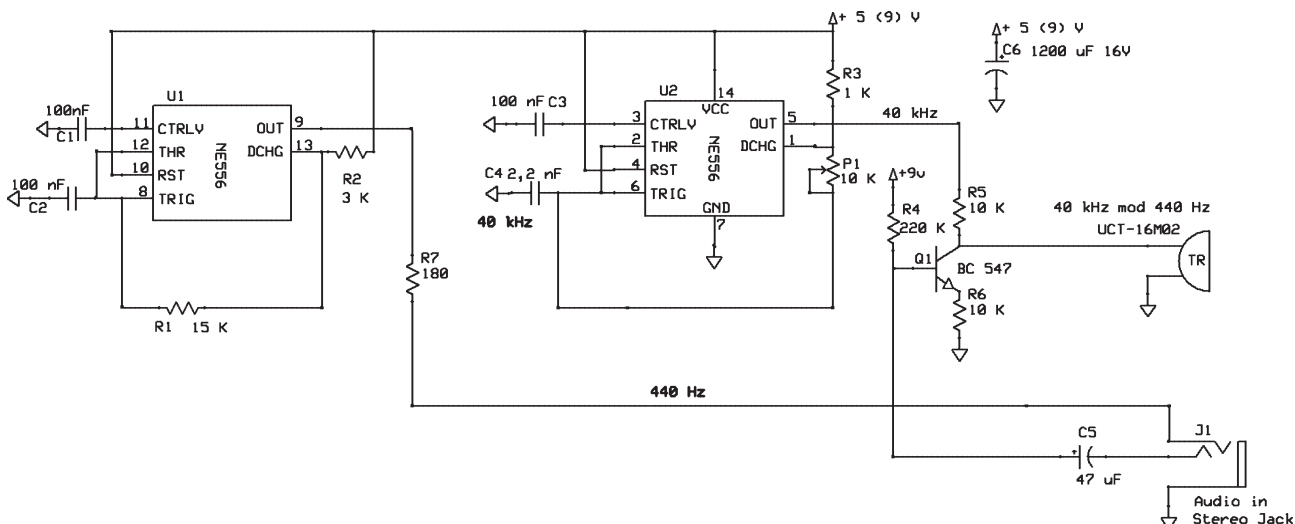 + 5 (9) V
+ 5 (9) V
C6 1200 uF 16V
+
R3
1 K
U1
100nF
C1
11 CTRLV
12 THR
10 RST
8 TRIG
OUT 9
DCHG 13
NE556
100 nF
C2
R2
3 K
R1 15 K
R7
180
U2
100 nF C3
C4 2,2 nF
40 kHz
3 CTRLV
2 THR
4 RST
6 TRIG
14
VCC
OUT 5
DCHG 1
NE556
GND
7
P1
10 K
40 kHz
+9v
R4
220 K
R5
10 K
Q1
BC 547
R6
10 K
40 kHz mod 440 Hz
UCT-16M02
TR
440 Hz
C5
+
47 uF
J1
Audio in
Stereo Jack